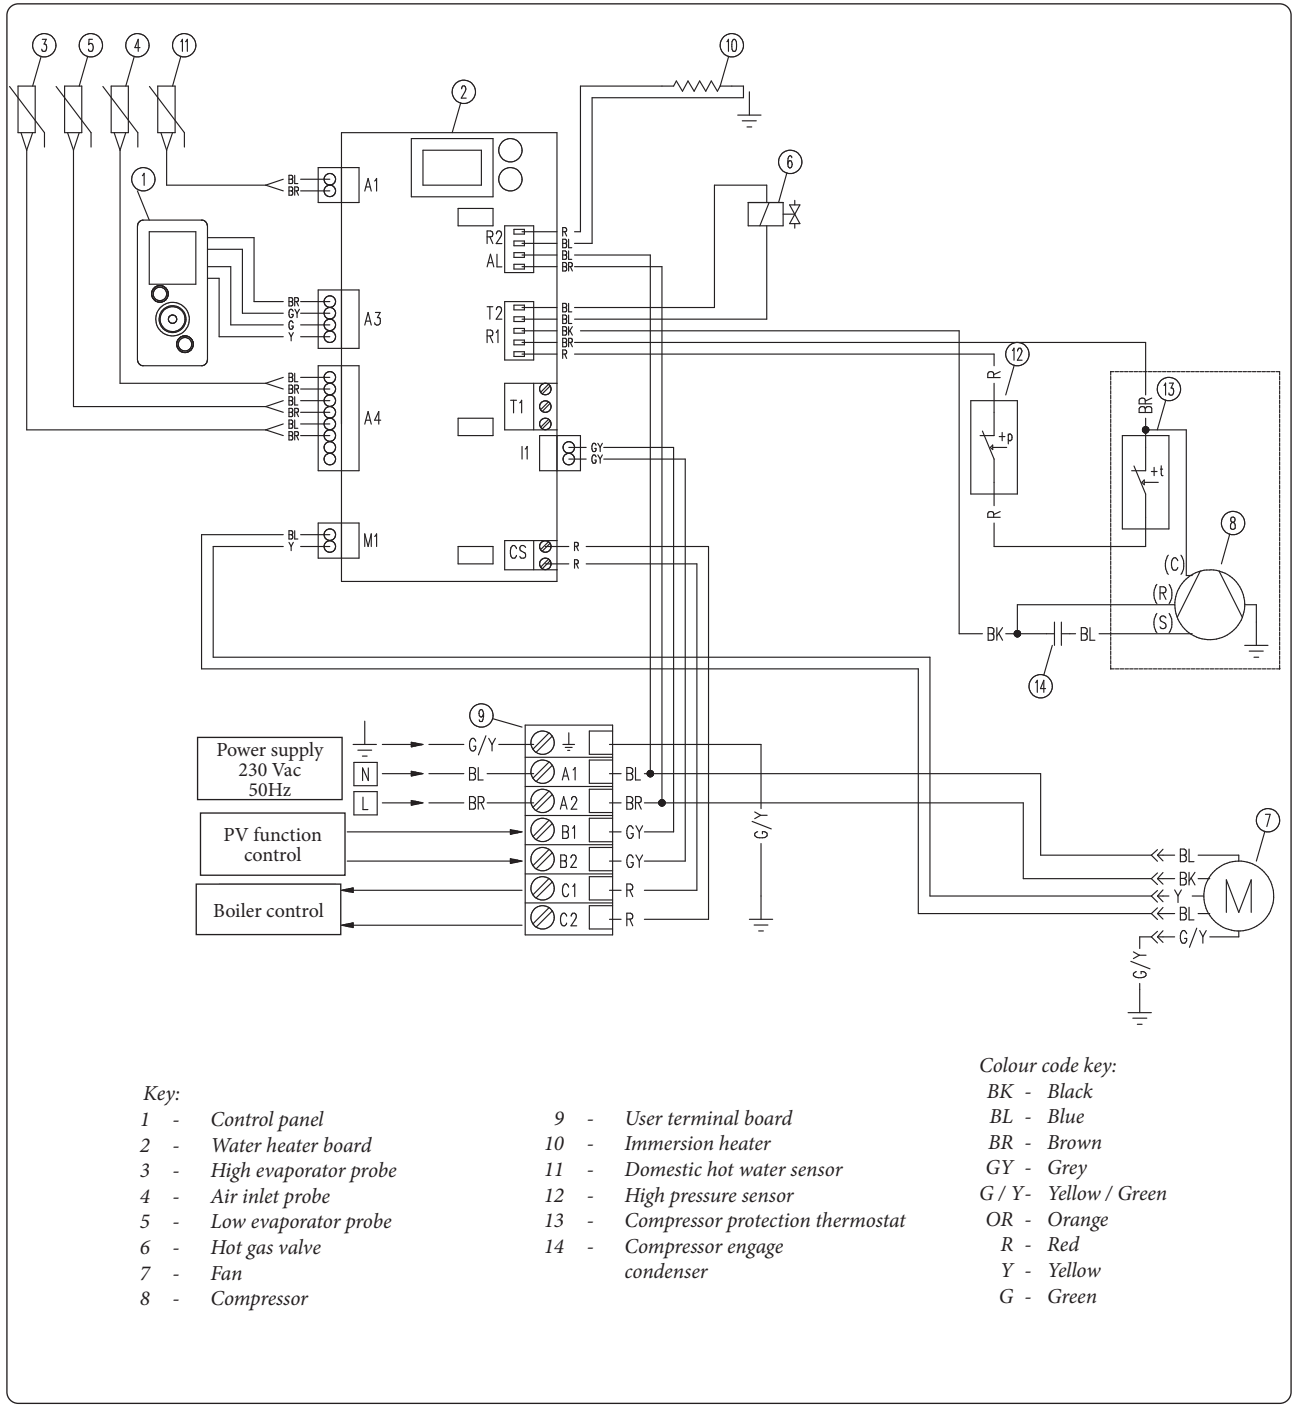 3 5 4 11 10
2
1
6
BL
BR
A1
R2
AL
R
BL
BL
BR
BR
GY
G
Y
A3
T2
R1
BL
BL
BK
BR
R
12
R
+p
R
13
BR
+t
8
(C)
(R)
(S)
BL
BR
BL
BR
BL
BR
A4
T1
I1
GY
GY
BL
Y
M1
CS
R
R
BK
BL
14
9
Power supply
230 Vac
50Hz
N
L
G/Y
BL
BR
A1
A2
B1
B2
C1
C2
BL
BR
GY
GY
R
R
G/Y
PV function
control
Boiler control
7
BL
BK
Y
BL
G/Y
M
G/Y
Key:
1 - Control panel
2 - Water heater board
3 - High evaporator probe
4 - Air inlet probe
5 - Low evaporator probe
6 - Hot gas valve
7 - Fan
8 - Compressor
9 - User terminal board
10 - Immersion heater
11 - Domestic hot water sensor
12 - High pressure sensor
13 - Compressor protection thermostat
14 - Compressor engage
condenser
Colour code key:
BK - Black
BL - Blue
BR - Brown
GY - Grey
G / Y- Yellow / Green
OR - Orange
R - Red
Y - Yellow
G - Green